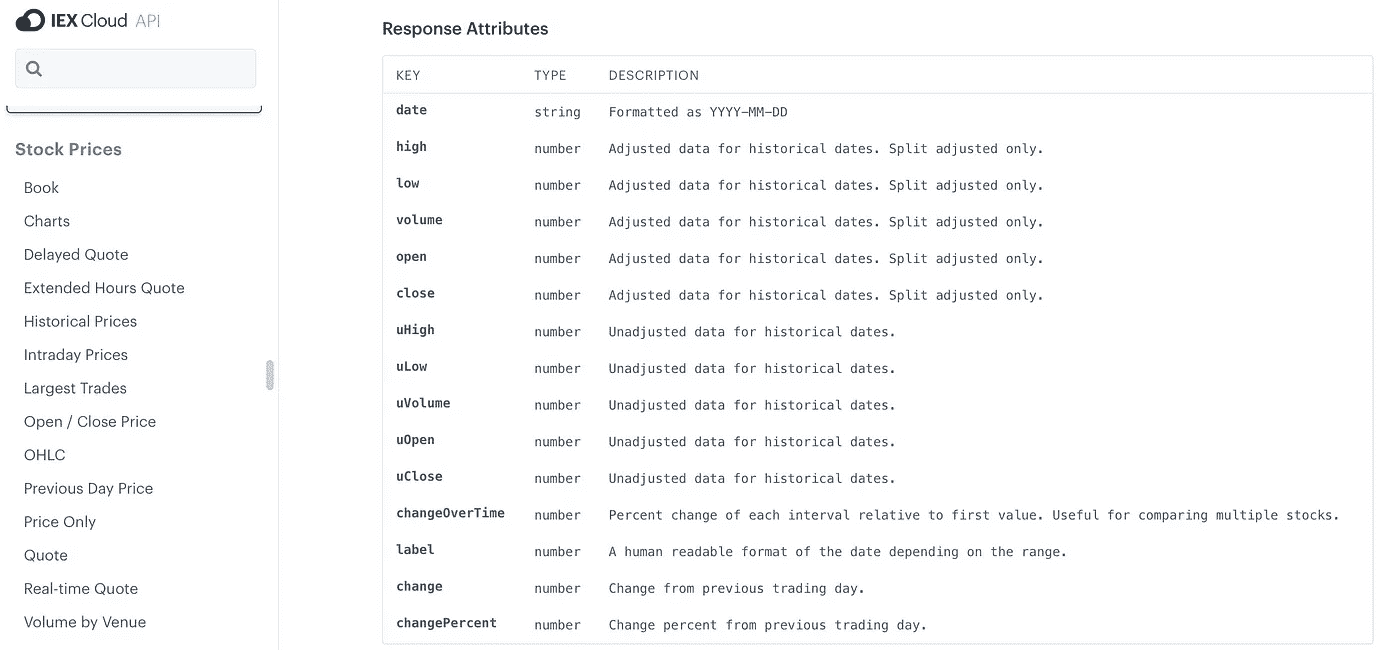 IEX Cloud API
Stock Prices
Book
Charts
Delayed Quote
Extended Hours Quote
Historical Prices
Intraday Prices
Largest Trades
Open / Close Price
OHLC
Previous Day Price
Price Only
Quote
Real-time Quote
Volume by Venue
Response Attributes
KEY TYPE DESCRIPTION
date string Formatted as YYYY-MM-DD
high number Adjusted data for historical dates. Split adjusted only.
low number Adjusted data for historical dates. Split adjusted only.
volume number Adjusted data for historical dates. Split adjusted only.
open number Adjusted data for historical dates. Split adjusted only.
close number Adjusted data for historical dates. Split adjusted only.
uHigh number Unadjusted data for historical dates.
uLow number Unadjusted data for historical dates.
uVolume number Unadjusted data for historical dates.
uOpen number Unadjusted data for historical dates.
uClose number Unadjusted data for historical dates.
changeOverTime number Percent change of each interval relative to first value. Useful for comparing multiple stocks.
label number A human readable format of the date depending on the range.
change number Change from previous trading day.
changePercent number Change percent from previous trading day.